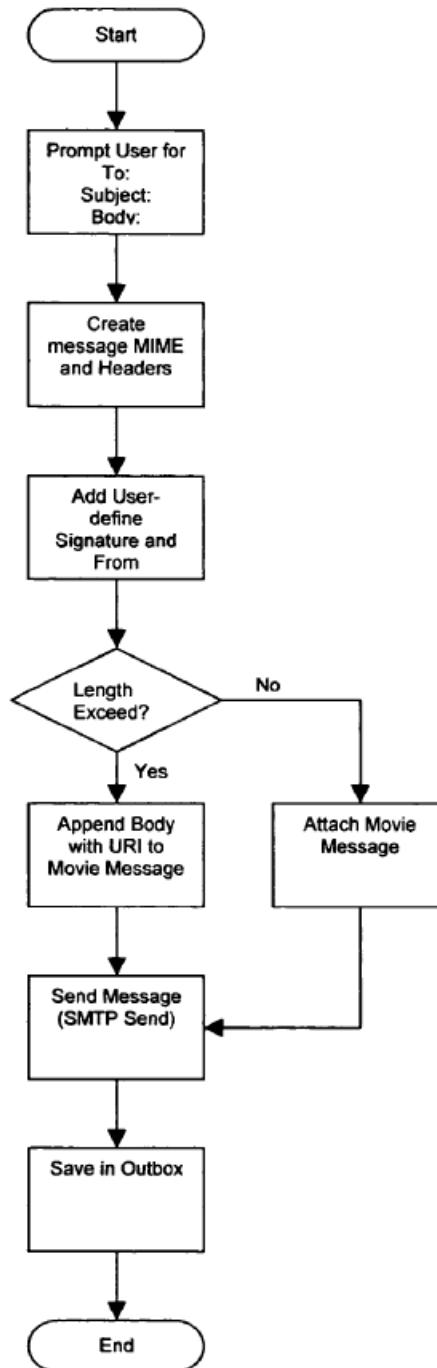 Start
Prompt User for
To:
Subject:
Body:
Create
message MIME
and Headers
Add User-
define
Signature and
From
Length
Exceed?
No
Yes
Append Body
with URI to
Movie Message
Attach Movie
Message
Send Message
(SMTP Send)
Save in Outbox
End